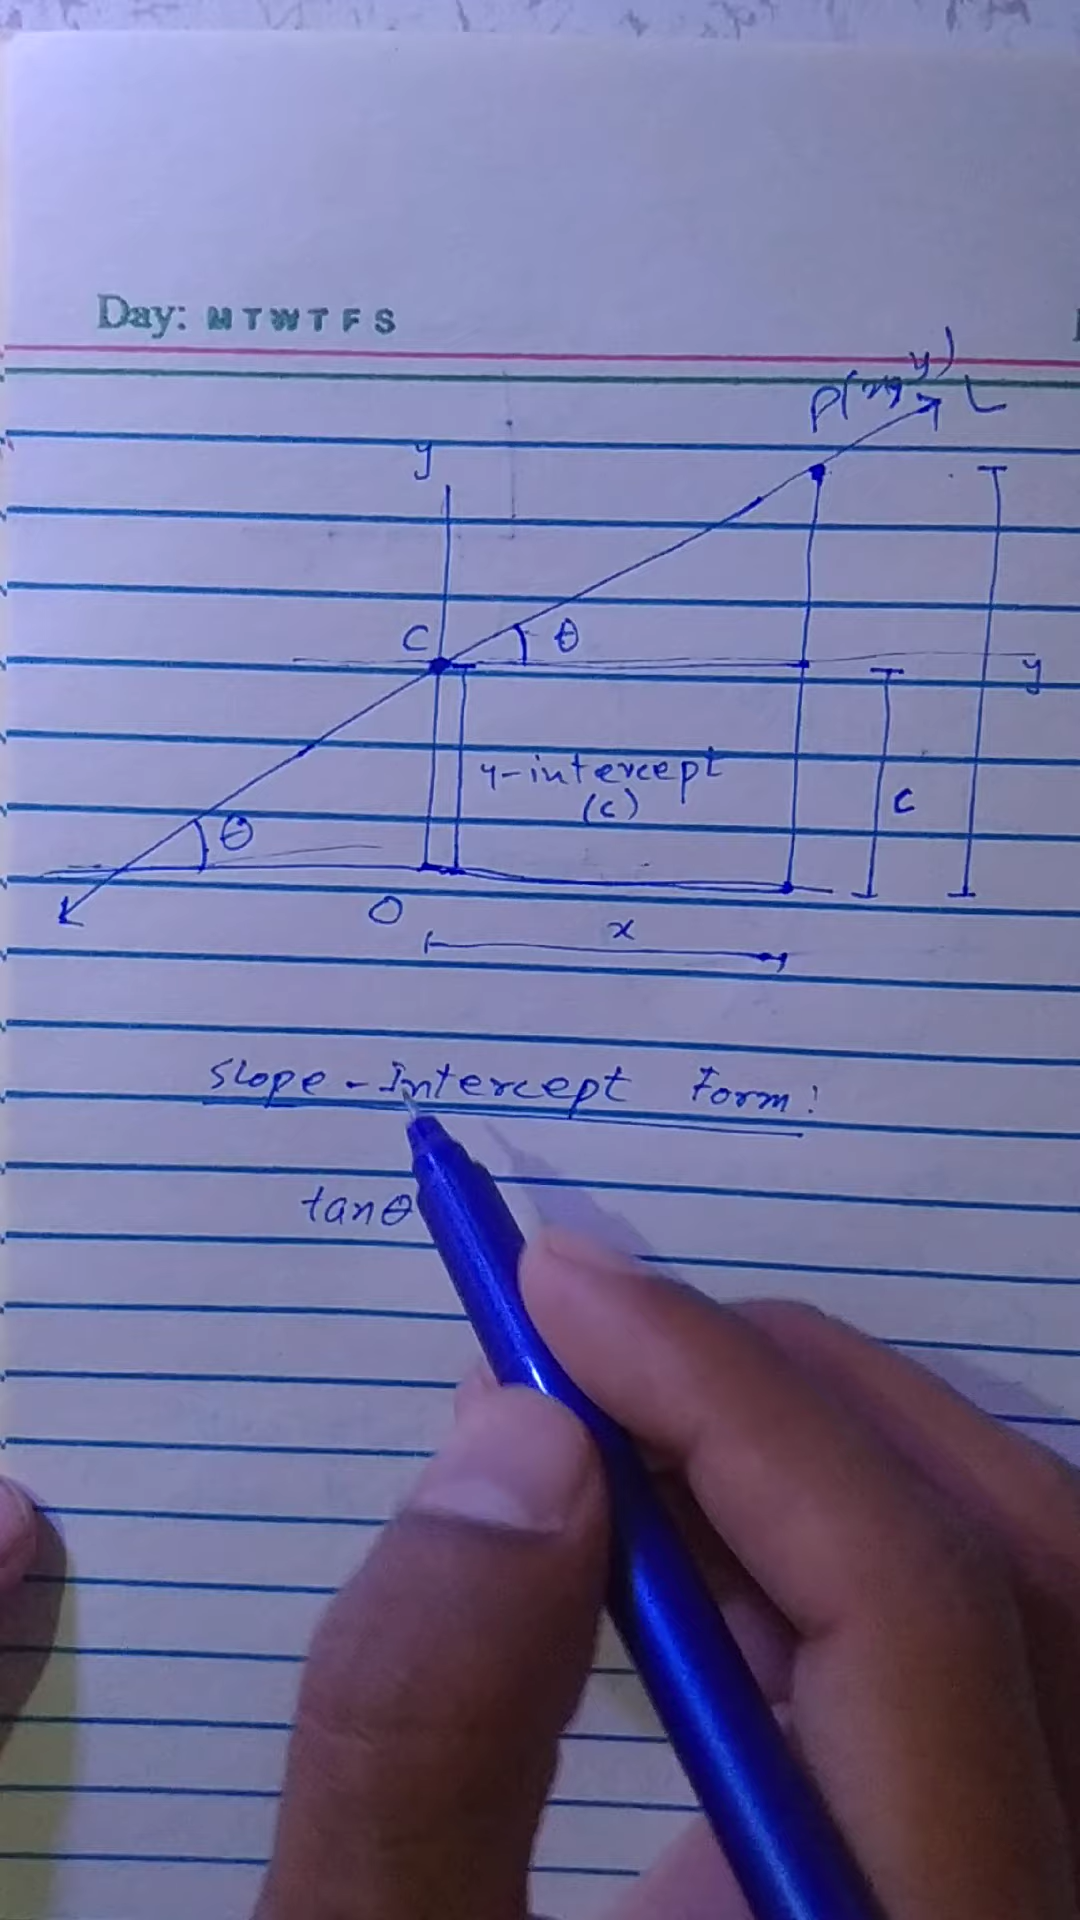 Day: M T W T F S
P(x, y)
L
y
C
θ
y
y-intercept
(c)
c
θ
O
x
Slope-Intercept Form:
tanθ